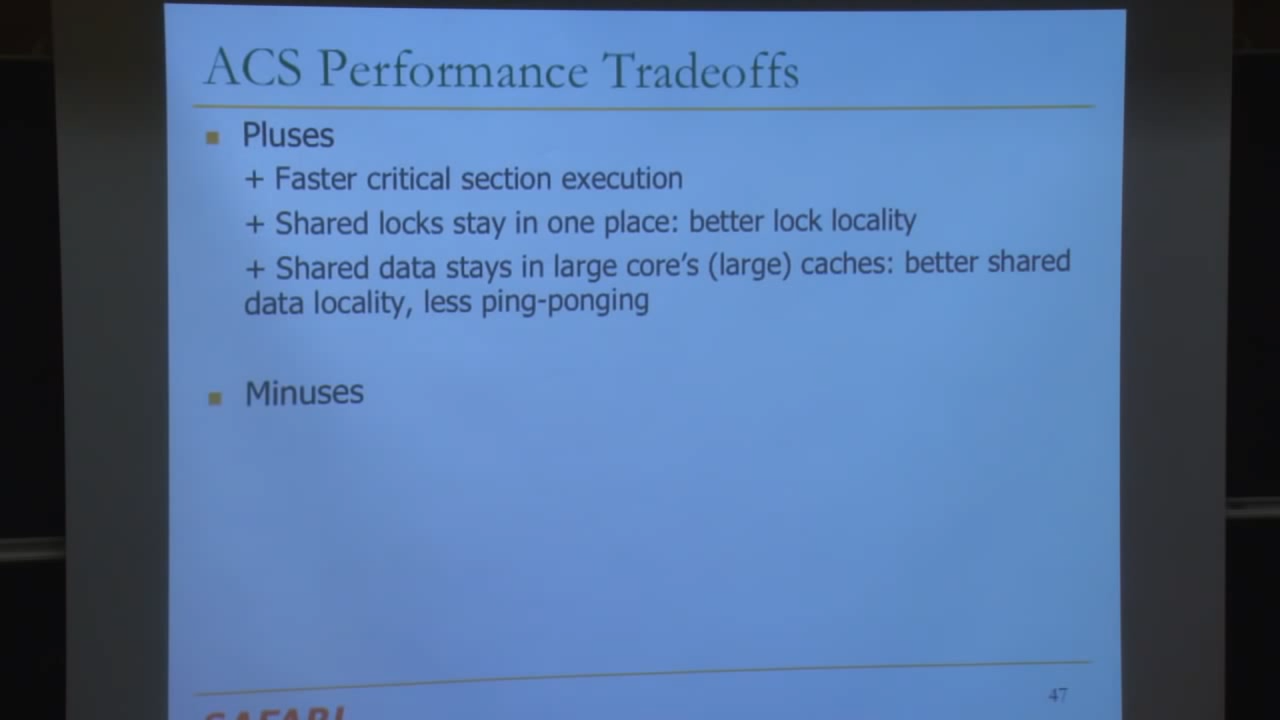 ACS Performance Tradeoffs
Pluses
+ Faster critical section execution
+ Shared locks stay in one place: better lock locality
+ Shared data stays in large core's (large) caches: better shared
data locality, less ping-ponging
Minuses
47
SAFARI